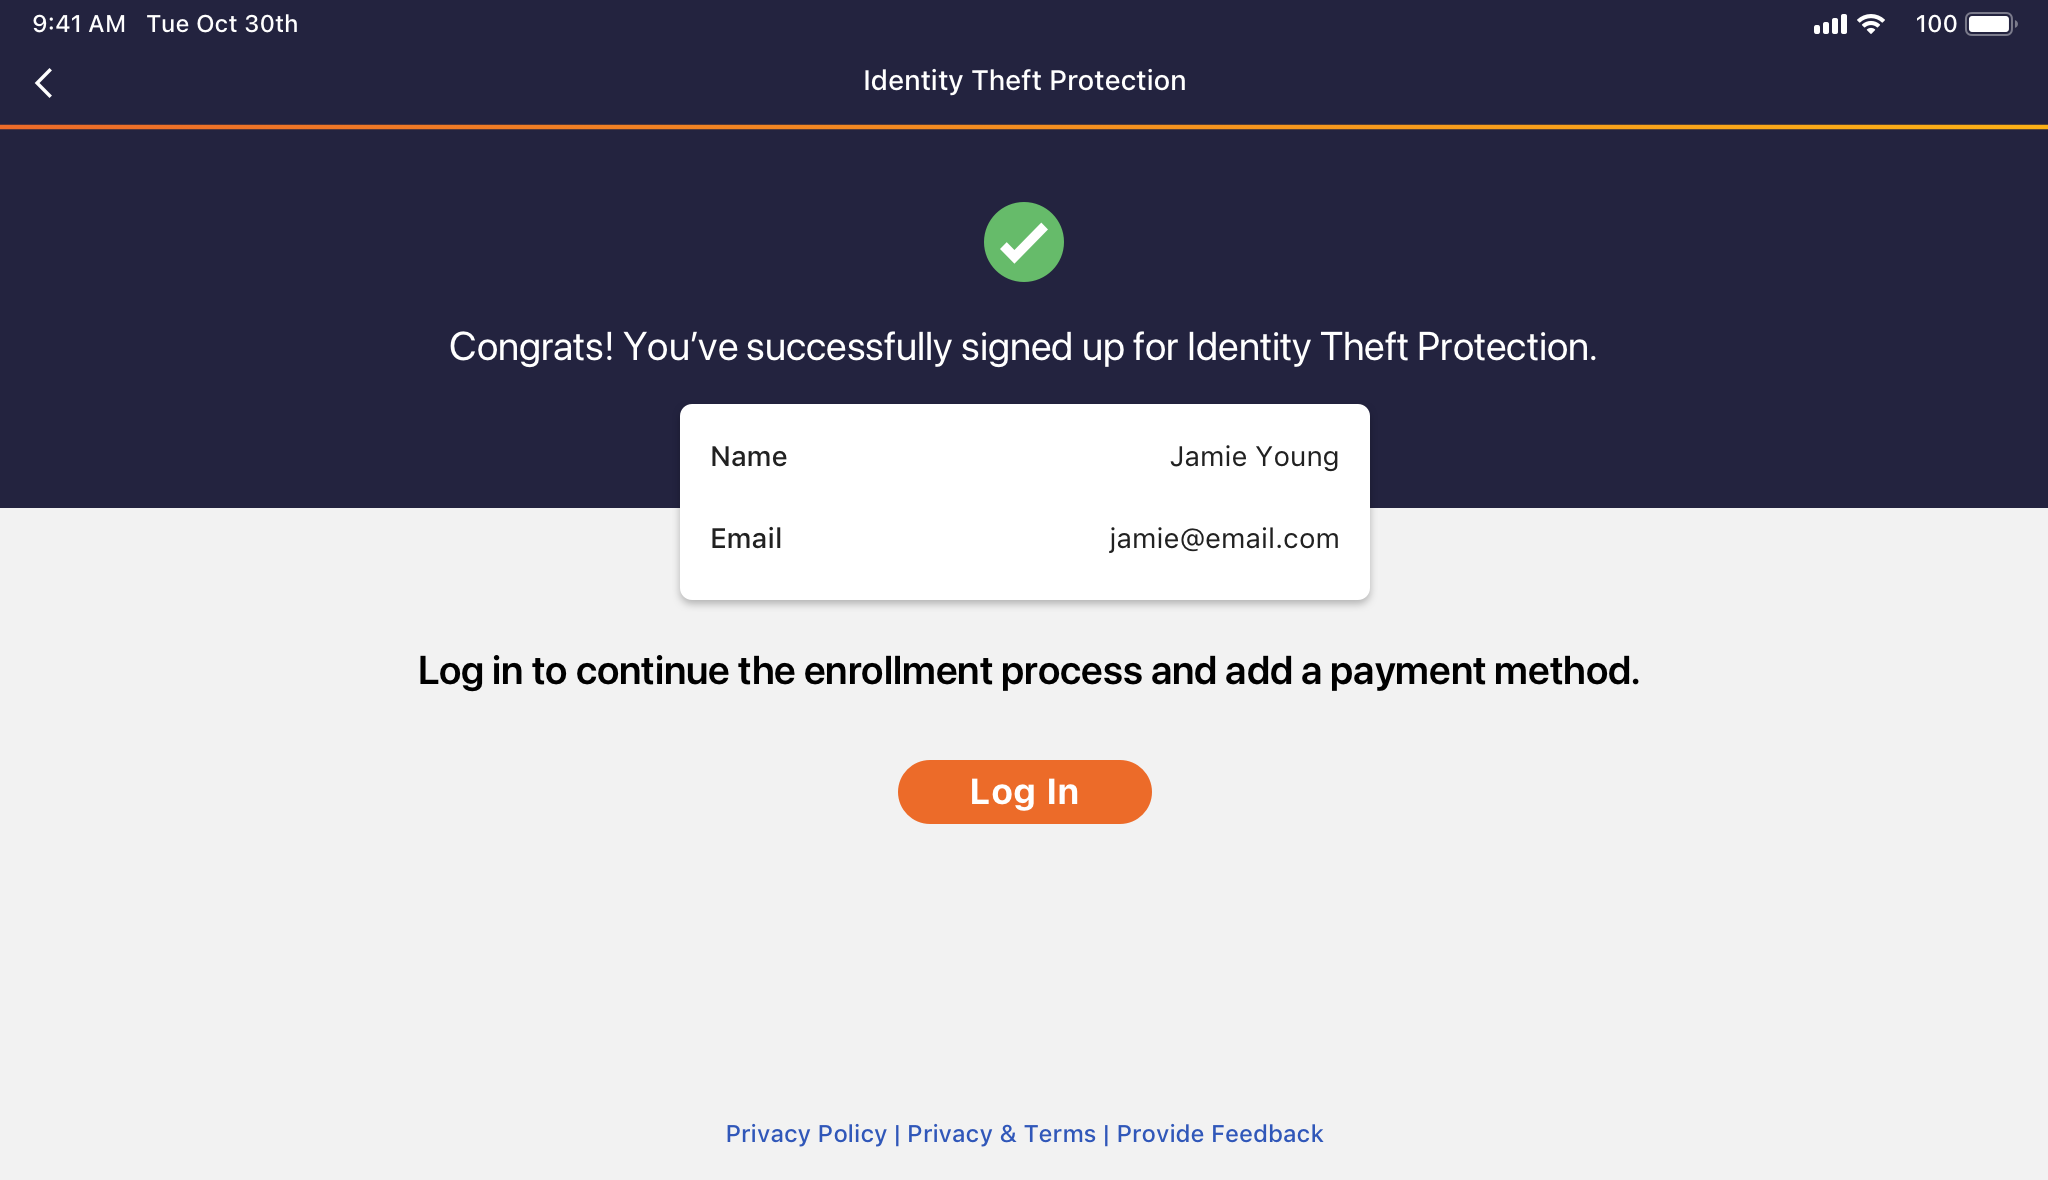 9:41 AM Tue Oct 30th 100
Identity Theft Protection
Congrats! You’ve successfully signed up for Identity Theft Protection.
Name Jamie Young
Email jamie@email.com
Log in to continue the enrollment process and add a payment method.
Log In
Privacy Policy | Privacy & Terms | Provide Feedback